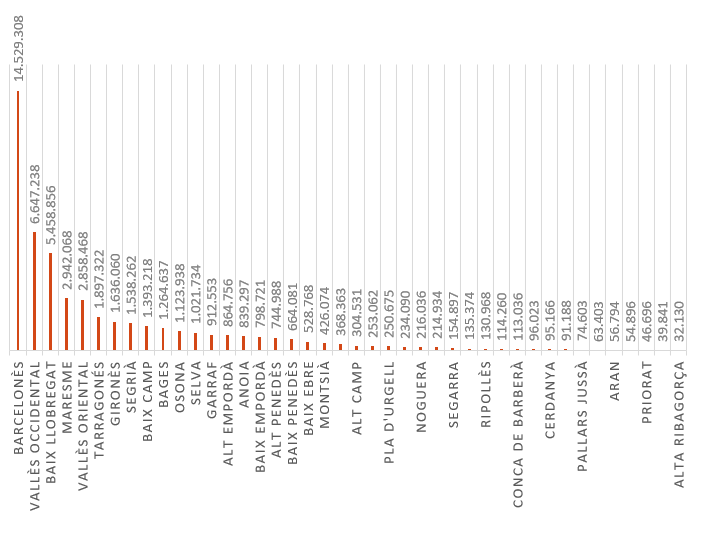 14.529.308
6.647.238
5.458.856
2.942.068
2.858.468
1.897.322
1.636.060
1.538.262
1.393.218
1.264.637
1.123.938
1.021.734
912.553
864.756
839.297
798.721
744.988
664.081
528.768
426.074
368.363
304.531
253.062
250.675
234.090
216.036
214.934
154.897
135.374
130.968
114.260
113.036
96.023
95.166
91.188
74.603
63.403
56.794
54.896
46.696
39.841
32.130
BARCELONÈS
VALLÈS OCCIDENTAL
BAIX LLOBREGAT
MARESME
VALLÈS ORIENTAL
TARRAGONÈS
GIRONÈS
SEGRIÀ
BAIX CAMP
BAGES
OSONA
SELVA
GARRAF
ALT EMPORDÀ
ANOIA
BAIX EMPORDÀ
ALT PENEDÈS
BAIX PENEDÈS
BAIX EBRE
MONTSIÀ
ALT CAMP
PLA D'URGELL
NOGUERA
SEGARRA
RIPOLLÈS
CONCA DE BARBERÀ
CERDANYA
PALLARS JUSSÀ
ARAN
PRIORAT
ALTA RIBAGORÇA